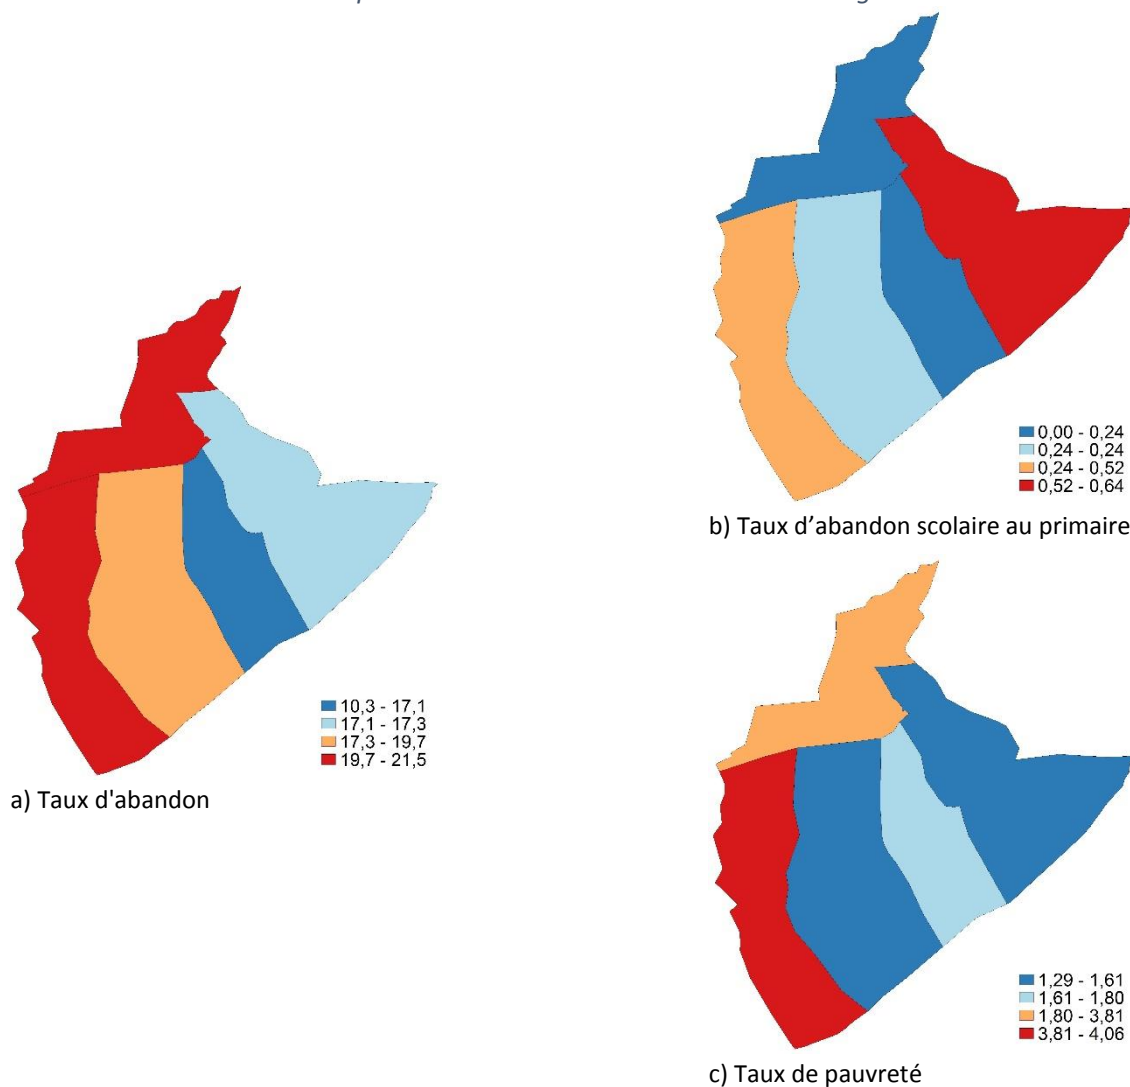 10,3 - 17,1
17,1 - 17,3
17,3 - 19,7
19,7 - 21,5
a) Taux d'abandon
0,00 - 0,24
0,24 - 0,24
0,24 - 0,52
0,52 - 0,64
b) Taux d’abandon scolaire au primaire
1,29 - 1,61
1,61 - 1,80
1,80 - 3,81
3,81 - 4,06
c) Taux de pauvreté